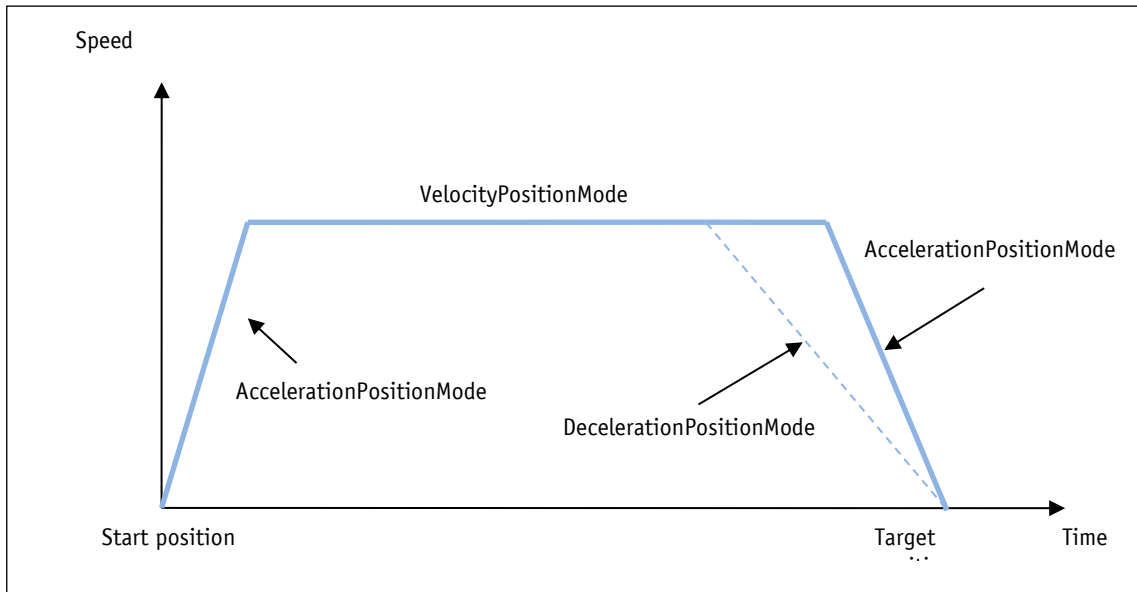 Speed
VelocityPositionMode
AccelerationPositionMode
AccelerationPositionMode
DecelerationPositionMode
Start position
Target
Time